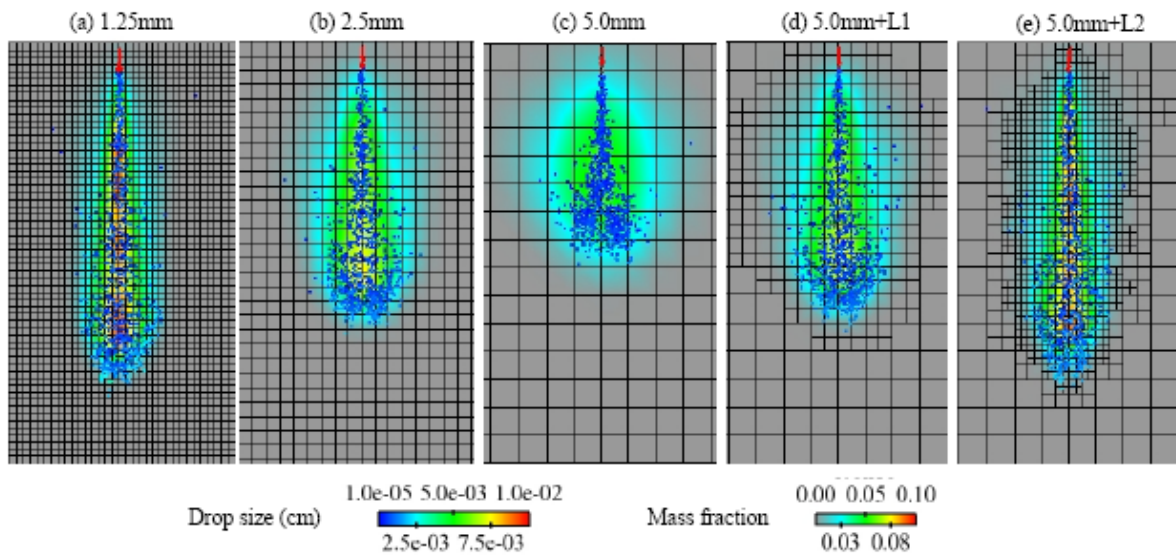 (a) 1.25mm
(b) 2.5mm
(c) 5.0mm
(d) 5.0mm+L1
(e) 5.0mm+L2
1.0e-05 5.0e-03 1.0e-02
Drop size (cm)
2.5e-03 7.5e-03
0.00 0.05 0.10
Mass fraction
0.03 0.08